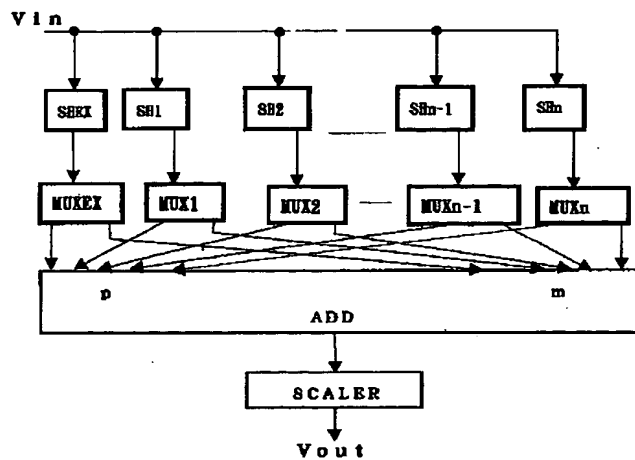 Vin
SHEX SH1 SH2 SHn-1 SHn
MUXEX MUX1 MUX2 MUXn-1 MUXn
p m
ADD
SCALER
Vout